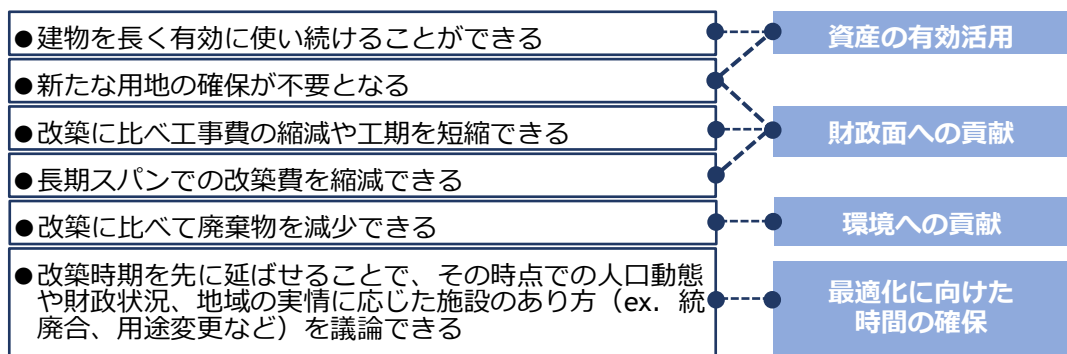 ●建物を長く有効に使い続けることができる
資産の有効活用
●新たな用地の確保が不要となる
●改築に比べ工事費の縮減や工期を短縮できる
財政面への貢献
●長期スパンでの改築費を縮減できる
●改築に比べて廃棄物を減少できる
環境への貢献
●改築時期を先に延ばせることで、その時点での人口動態
や財政状況、地域の実情に応じた施設のあり方（ex. 統
廃合、用途変更など）を議論できる
最適化に向けた
時間の確保